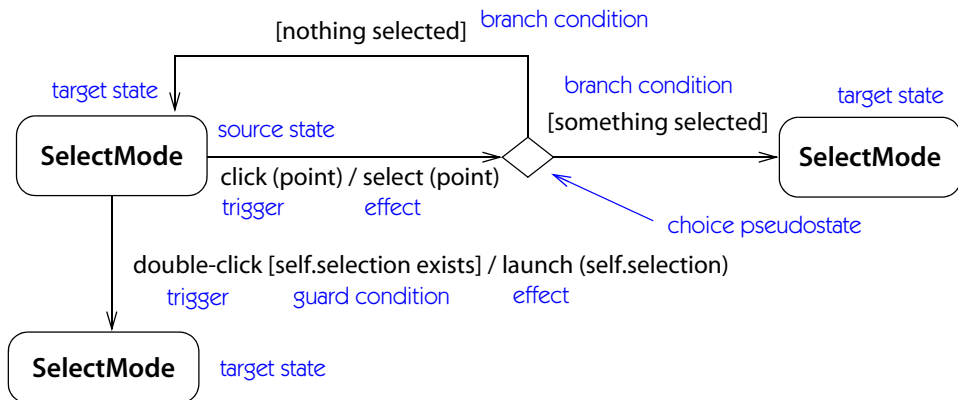 branch condition
[nothing selected]
target state
branch condition
target state
source state
[something selected]
SelectMode
SelectMode
click (point) / select (point)
trigger effect
choice pseudostate
double-click [self.selection exists] / launch (self.selection)
trigger guard condition effect
SelectMode
target state